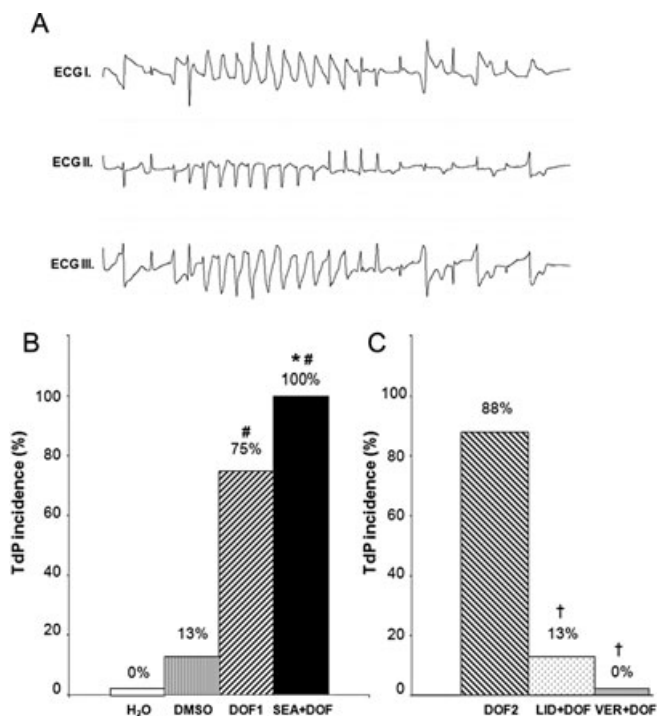 A
ECG I.
ECG II.
ECG III.
B
TdP incidence (%)
100
80
60
40
20
0
0%
13%
#
75%
*#
100%
H₂O DMSO DOF1 SEA+DOF
C
TdP incidence (%)
100
80
60
40
20
0
88%
†
13%
†
0%
DOF2 LID+DOF VER+DOF